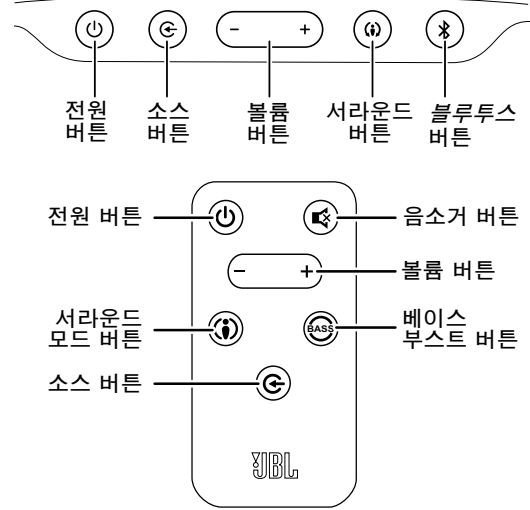 전원 버튼
소스 버튼
볼륨 버튼
서라운드 버튼
블루투스 버튼
전원 버튼
음소거 버튼
볼륨 버튼
서라운드
모드 버튼
BASS
베이스
부스트 버튼
소스 버튼
JBL